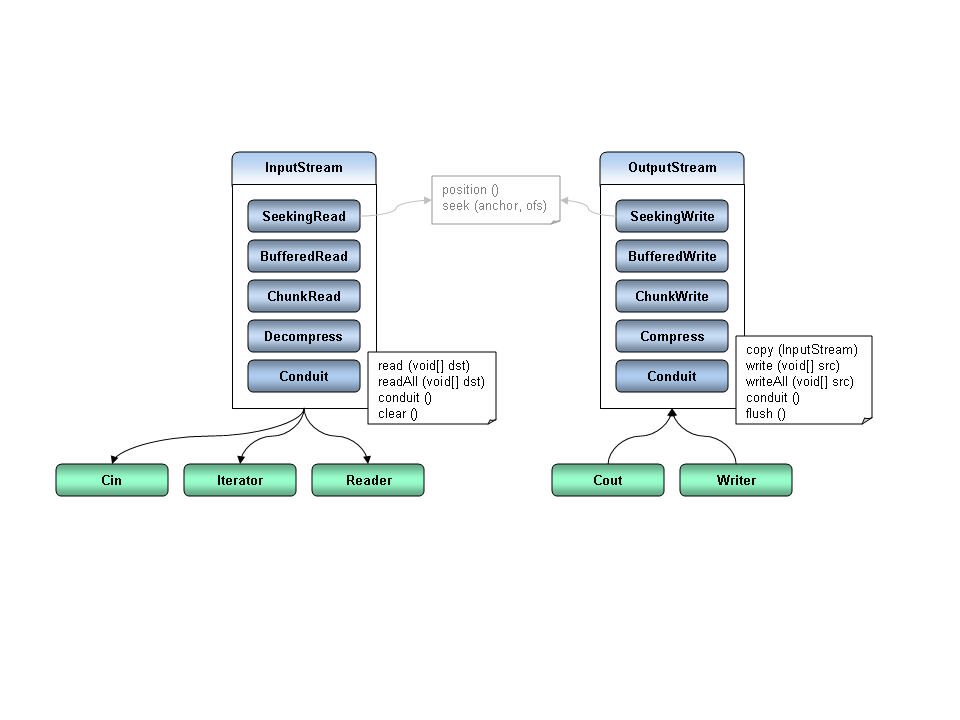 InputStream
OutputStream
position ()
seek (anchor, ofs)
SeekingRead
SeekingWrite
BufferedRead
BufferedWrite
ChunkRead
ChunkWrite
Decompress
Compress
Conduit
Conduit
read (void[] dst)
readAll (void[] dst)
conduit ()
clear ()
copy (InputStream)
write (void[] src)
writeAll (void[] src)
conduit ()
flush ()
Cin
Iterator
Reader
Cout
Writer